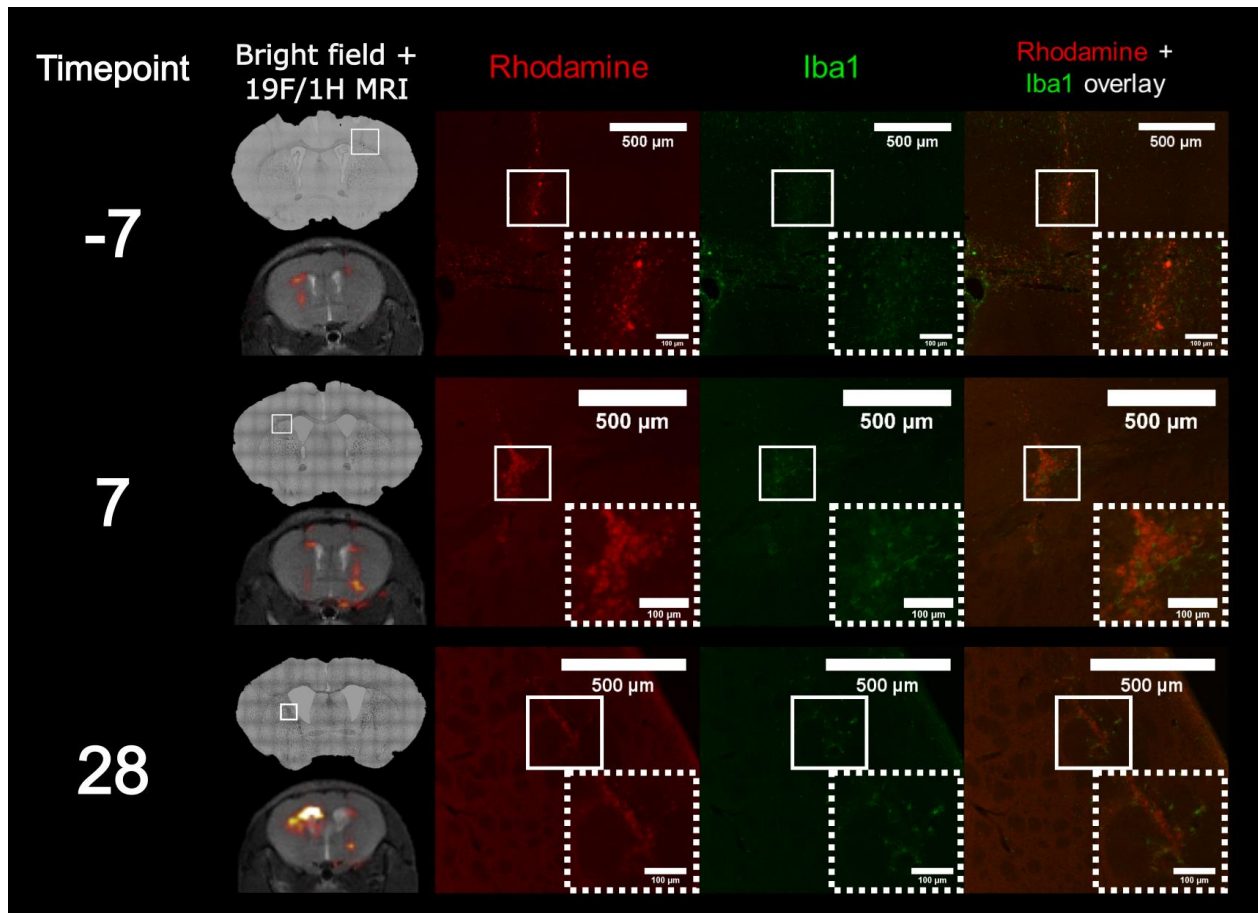 Timepoint
Bright field +
19F/1H MRI
Rhodamine
Iba1
Rhodamine +
Iba1 overlay
-7
500 µm
500 µm
500 µm
100 µm
100 µm
100 µm
7
500 µm
500 µm
500 µm
100 µm
100 µm
100 µm
28
500 µm
500 µm
500 µm
100 µm
100 µm
100 µm